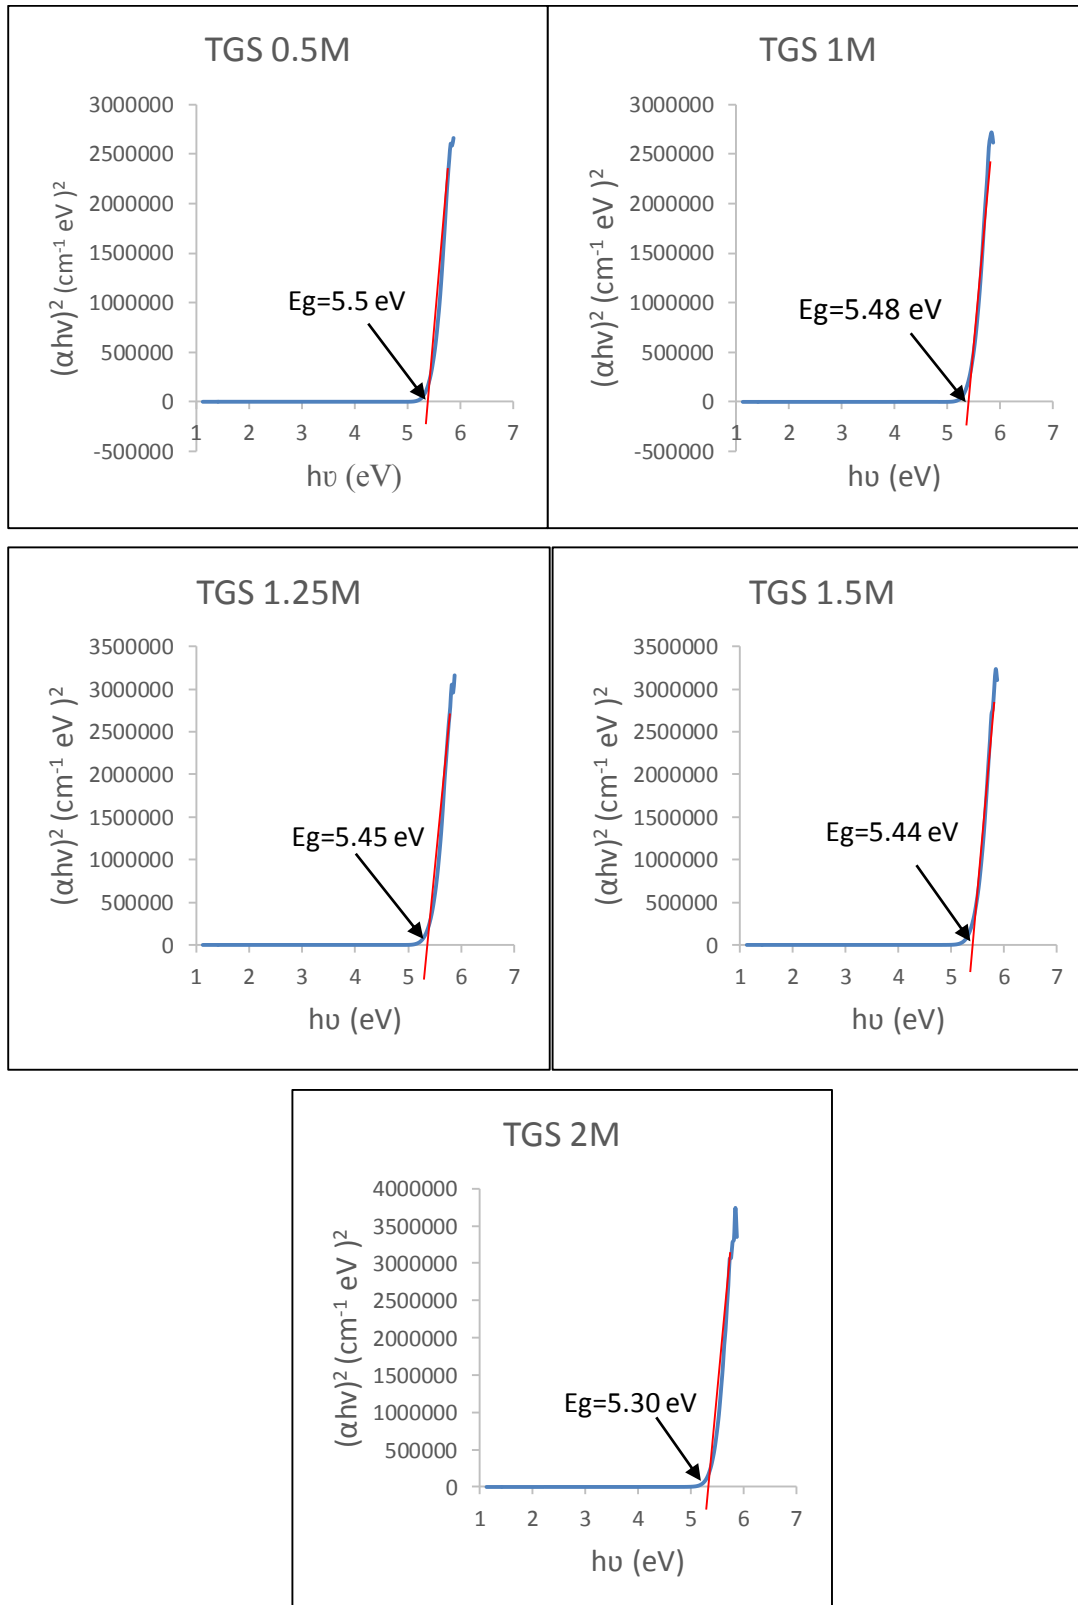 TGS 0.5M
3000000
2500000
2000000
1500000
1000000
500000
0
-500000
(αhν)² (cm⁻¹ eV )²
Eg=5.5 eV
1 2 3 4 5 6 7
hυ (eV)
TGS 1M
3000000
2500000
2000000
1500000
1000000
500000
0
-500000
(αhν)² (cm⁻¹ eV )²
Eg=5.48 eV
1 2 3 4 5 6 7
hυ (eV)
TGS 1.25M
3500000
3000000
2500000
2000000
1500000
1000000
500000
0
(αhν)² (cm⁻¹ eV )²
Eg=5.45 eV
1 2 3 4 5 6 7
hυ (eV)
TGS 1.5M
3500000
3000000
2500000
2000000
1500000
1000000
500000
0
(αhν)² (cm⁻¹ eV )²
Eg=5.44 eV
1 2 3 4 5 6 7
hυ (eV)
TGS 2M
4000000
3500000
3000000
2500000
2000000
1500000
1000000
500000
0
(αhν)² (cm⁻¹ eV )²
Eg=5.30 eV
1 2 3 4 5 6 7
hυ (eV)